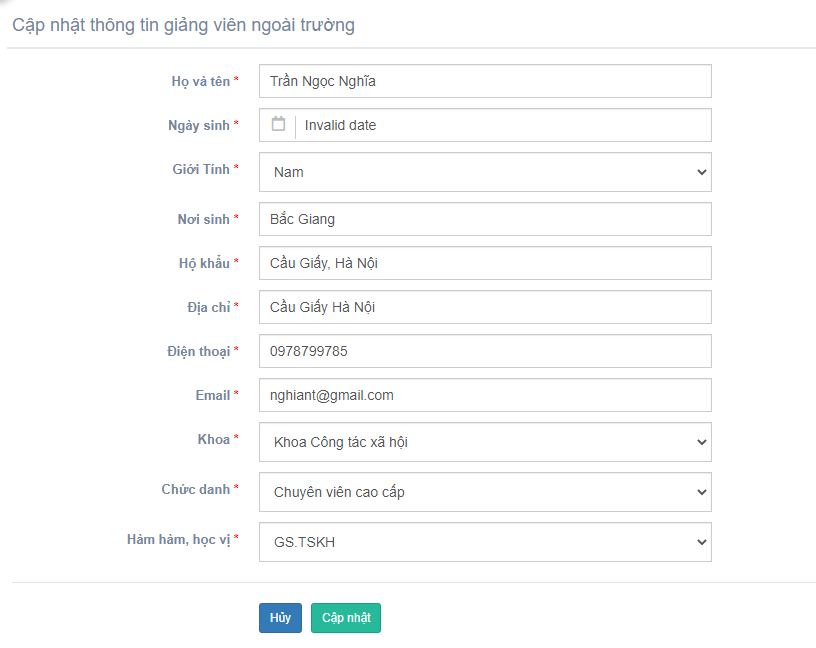 Cập nhật thông tin giảng viên ngoài trường
Họ và tên * Trần Ngọc Nghĩa
Ngày sinh * Invalid date
Giới Tính * Nam
Nơi sinh * Bắc Giang
Hộ khẩu * Cầu Giấy, Hà Nội
Địa chỉ * Cầu Giấy Hà Nội
Điện thoại * 0978799785
Email * nghiant@gmail.com
Khoa * Khoa Công tác xã hội
Chức danh * Chuyên viên cao cấp
Hàm hàm, học vị * GS.TSKH
Hủy Cập nhật